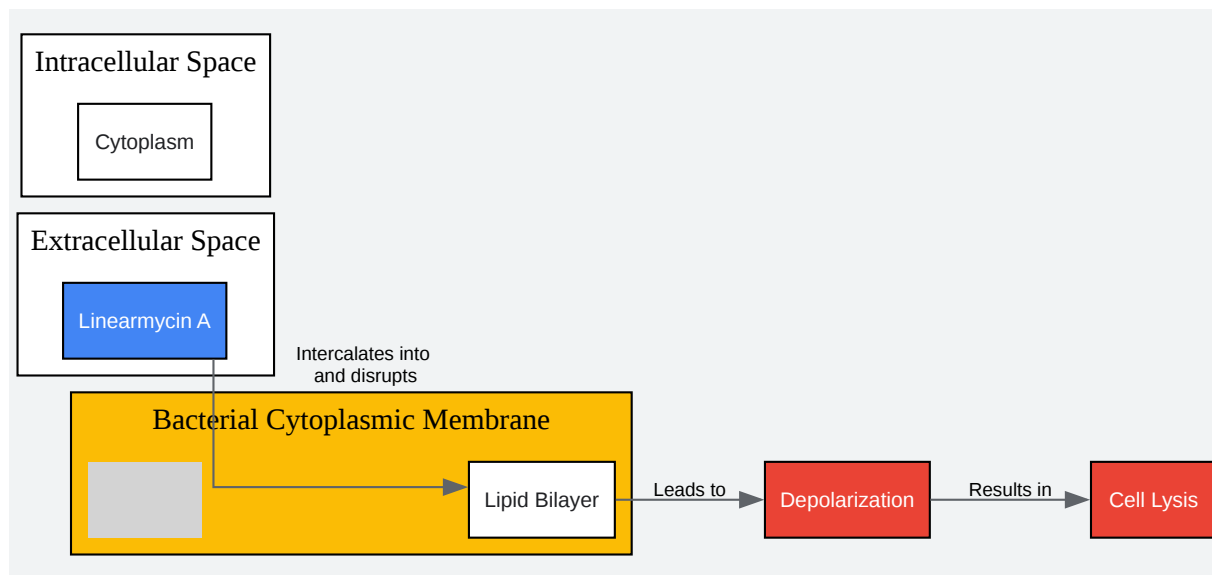 Intracellular Space
Cytoplasm
Extracellular Space
Linearmycin A
Intercalates into
and disrupts
Bacterial Cytoplasmic Membrane
Lipid Bilayer
Leads to
Depolarization
Results in
Cell Lysis